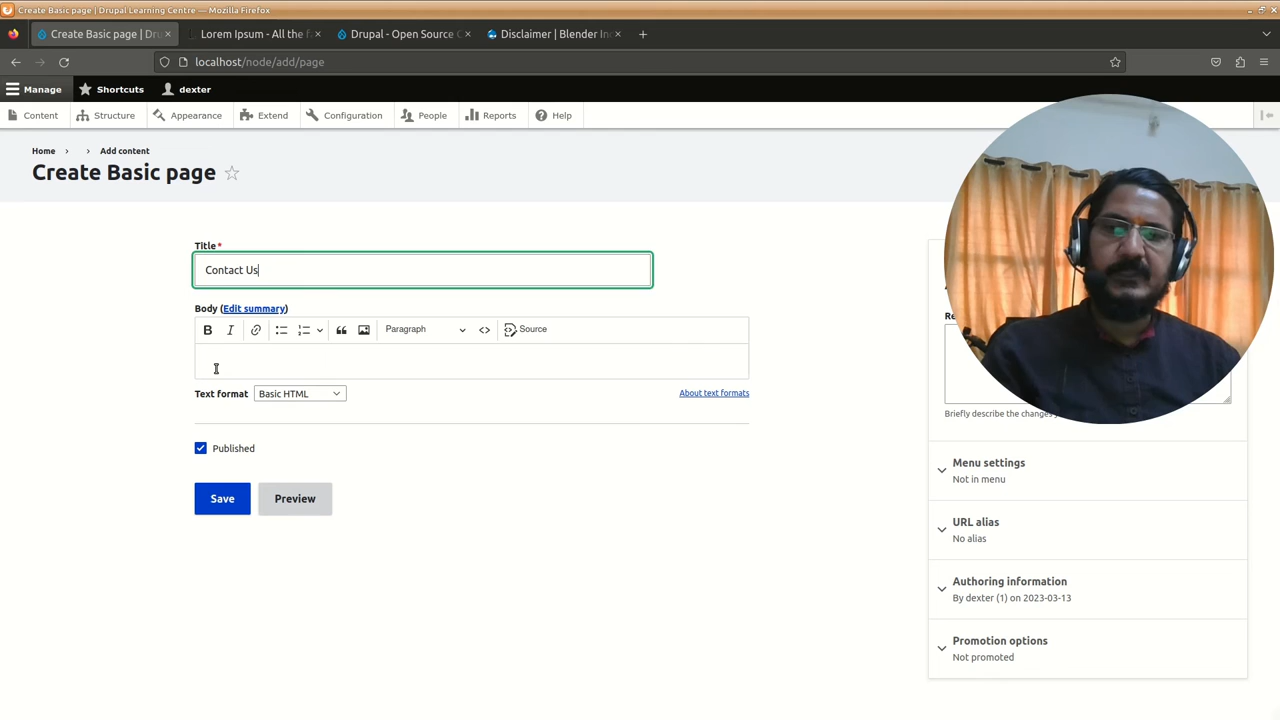 Create Basic page | Drupal Learning Centre — Mozilla Firefox
Create Basic page | Dru
Lorem Ipsum - All the f
Drupal - Open Source C
Disclaimer | Blender Inc
localhost/node/add/page
Manage
Shortcuts
dexter
Content
Structure
Appearance
Extend
Configuration
People
Reports
Help
Home › › Add content
Create Basic page
Title*
Contact Us
Body (Edit summary)
Paragraph
Source
Text format
Basic HTML
About text formats
Published
Save
Preview
Briefly describe the changes
Menu settings
Not in menu
URL alias
No alias
Authoring information
By dexter (1) on 2023-03-13
Promotion options
Not promoted